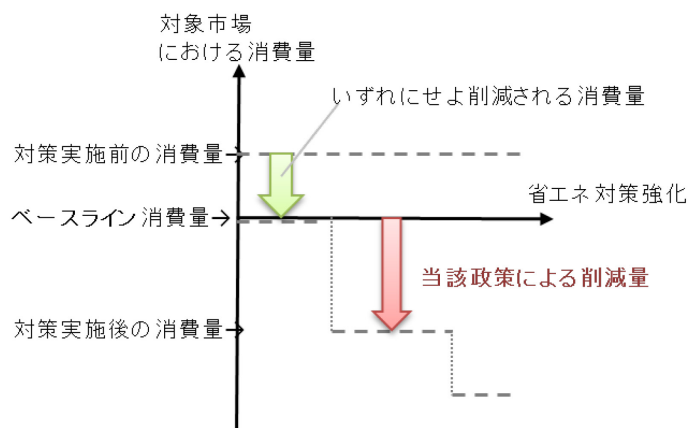 対象市場
における消費量
いずれにせよ削減される消費量
対策実施前の消費量→
省エネ対策強化
ベースライン消費量→
当該政策による削減量
対策実施後の消費量→